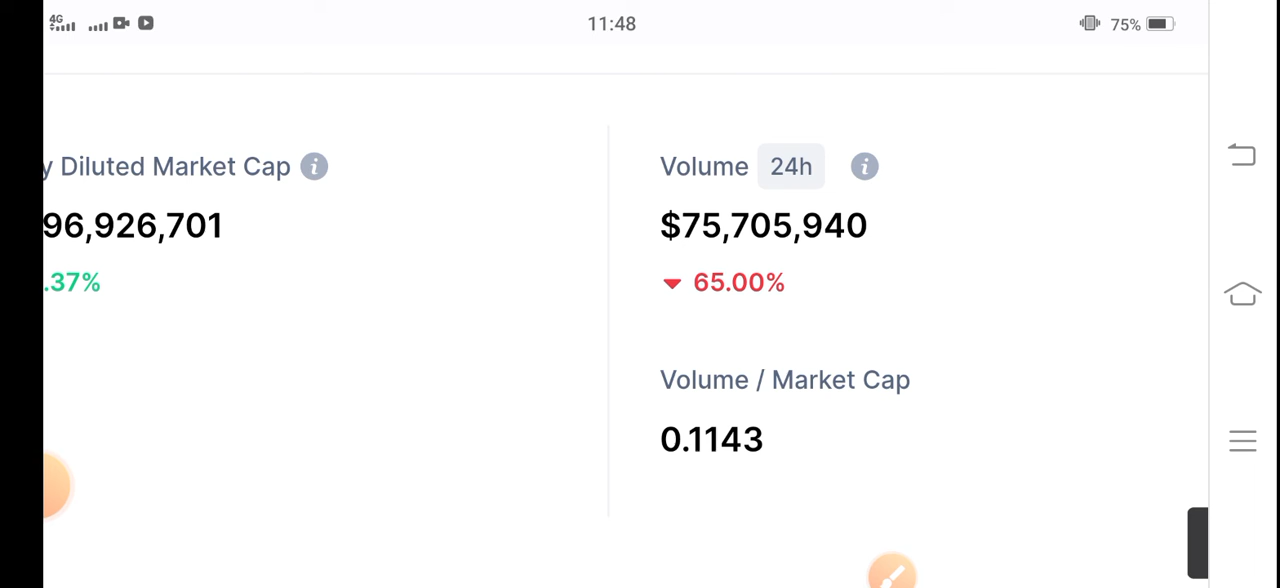 4G 11:48 75%
y Diluted Market Cap
96,926,701
.37%
Volume 24h
$75,705,940
65.00%
Volume / Market Cap
0.1143